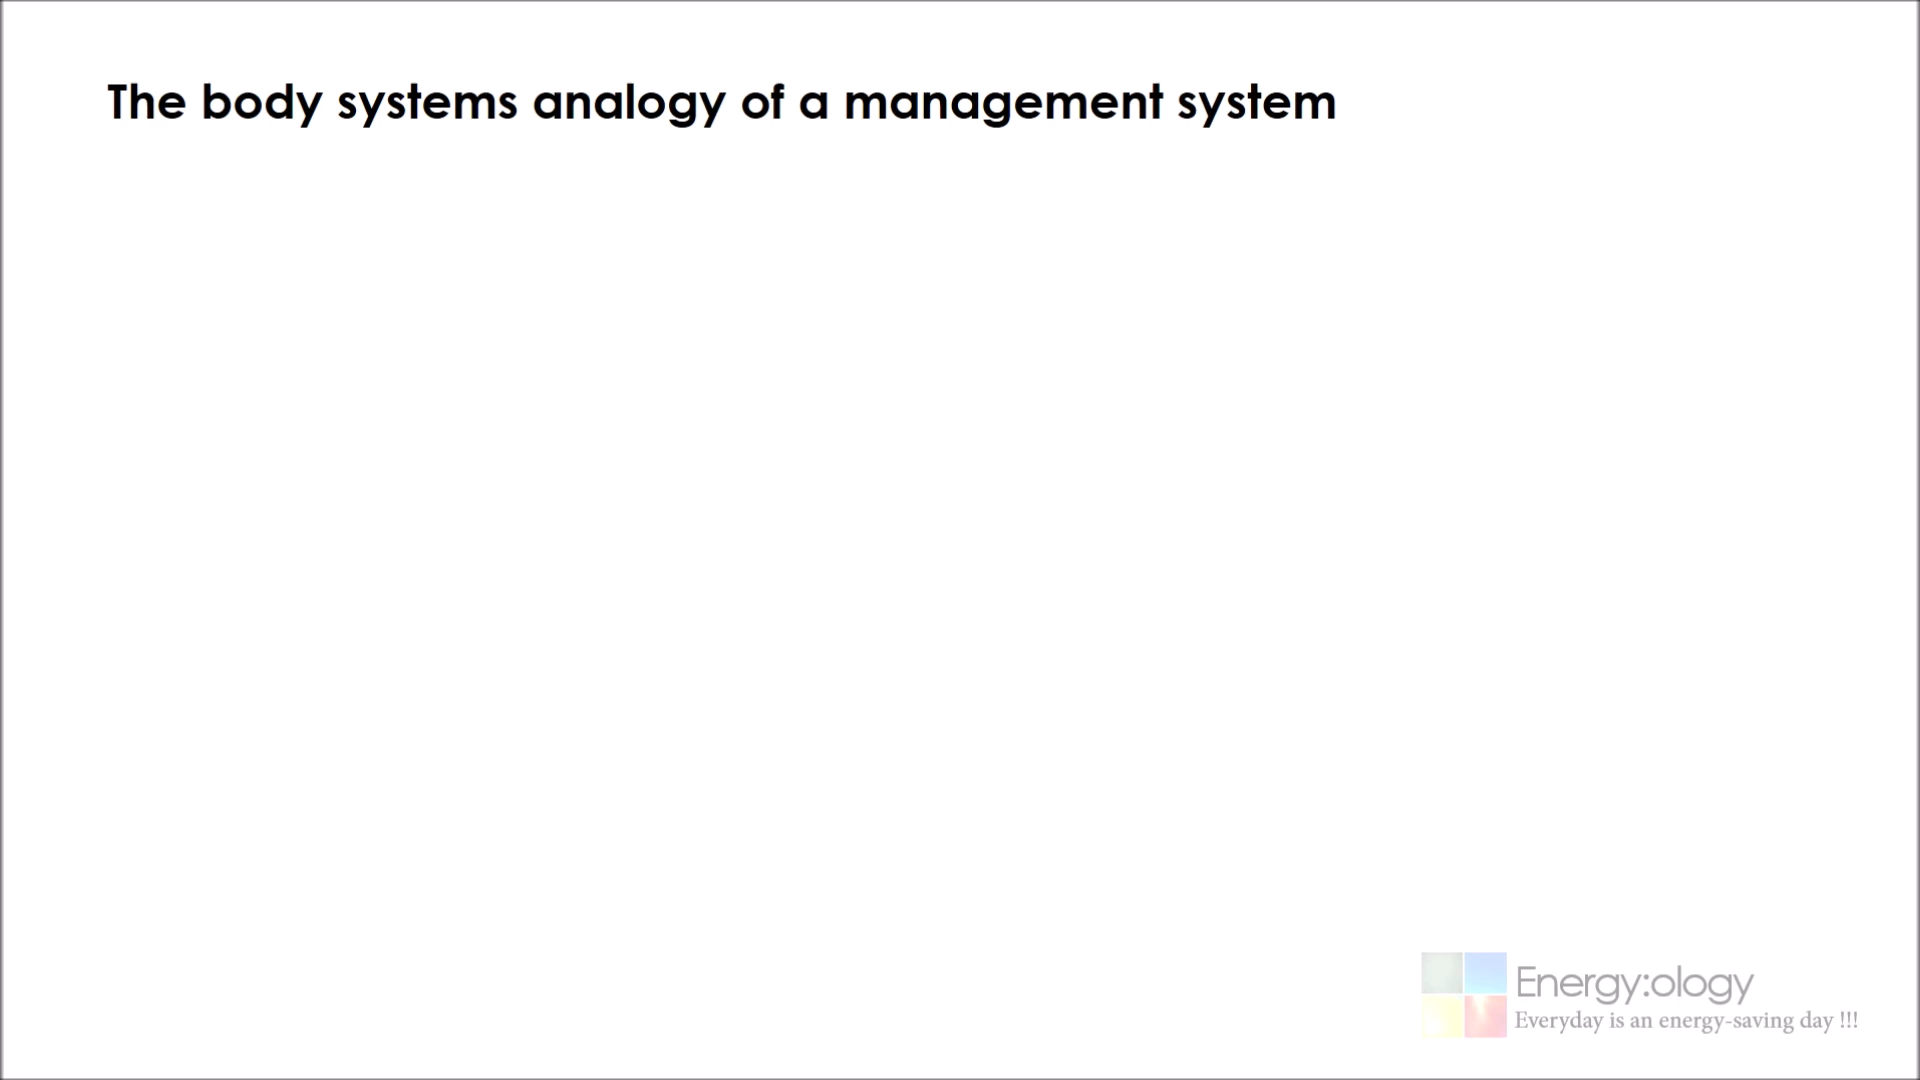 The body systems analogy of a management system
Energy:ology
Everyday is an energy-saving day !!!